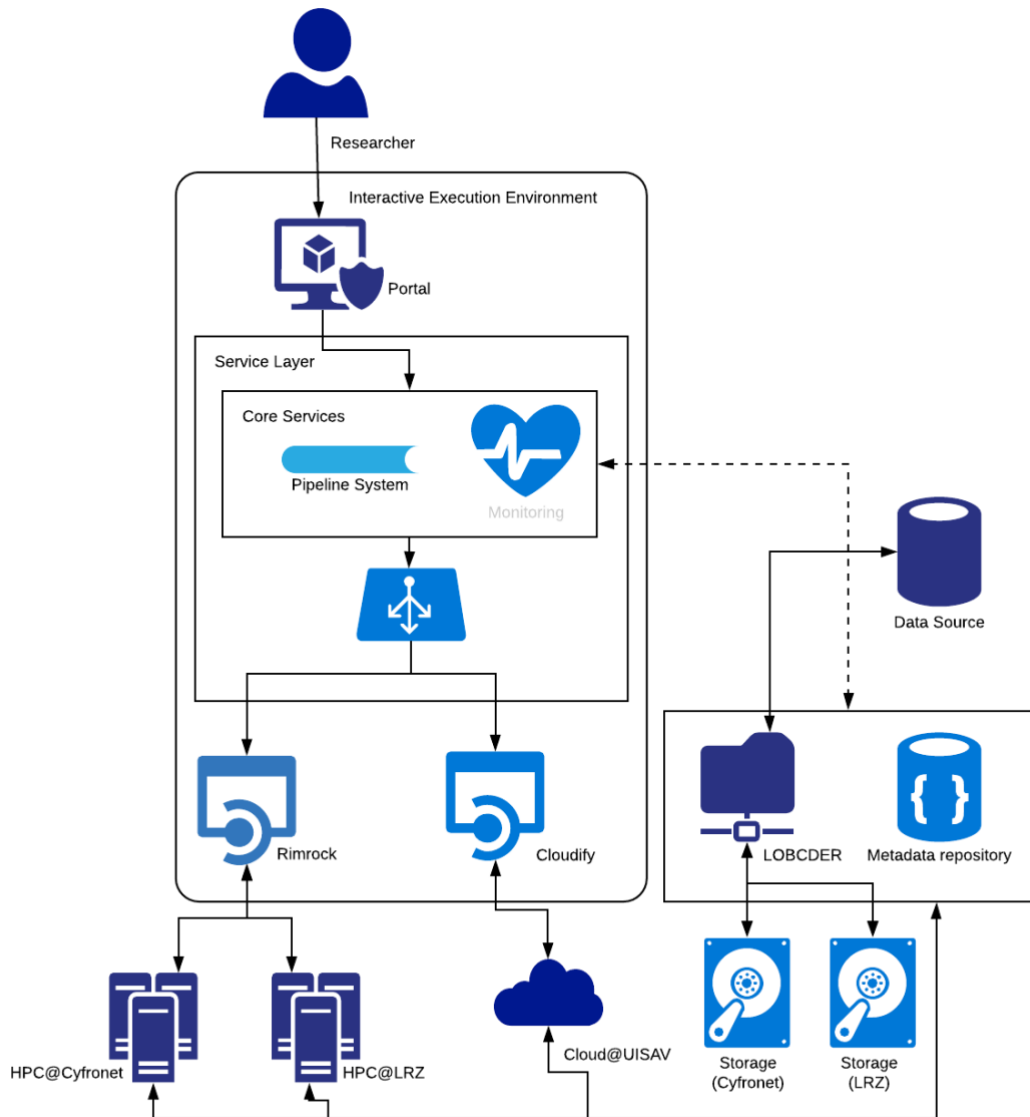 Researcher
Interactive Execution Environment
Portal
Service Layer
Core Services
Pipeline System
Monitoring
Data Source
Rimrock
Cloudify
LOBCDER
Metadata repository
HPC@Cyfronet
HPC@LRZ
Cloud@UISAV
Storage
(Cyfronet)
Storage
(LRZ)